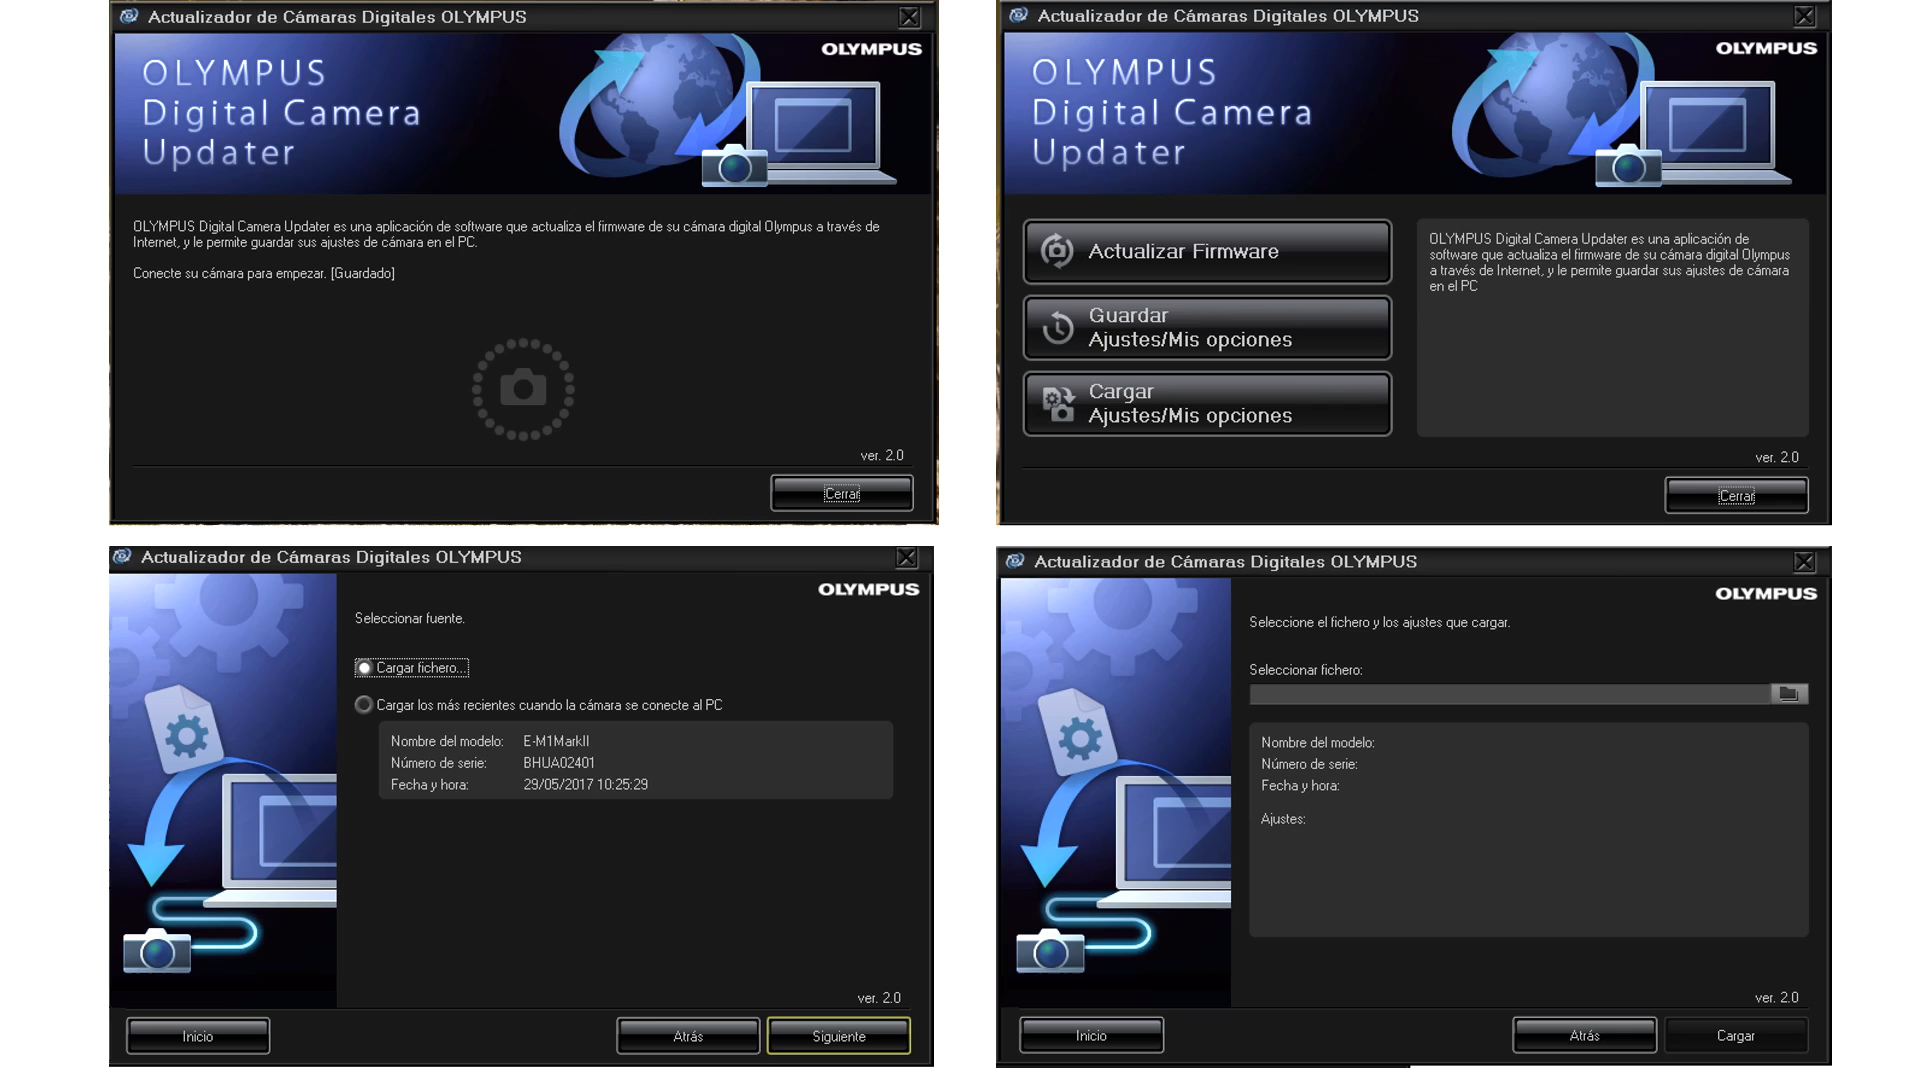 Actualizador de Cámaras Digitales OLYMPUS
OLYMPUS
OLYMPUS
Digital Camera
Updater
OLYMPUS Digital Camera Updater es una aplicación de software que actualiza el firmware de su cámara digital Olympus a través de
Internet, y le permite guardar sus ajustes de cámara en el PC.
Conecte su cámara para empezar. [Guardado]
ver. 2.0
Cerrar
Actualizador de Cámaras Digitales OLYMPUS
OLYMPUS
OLYMPUS
Digital Camera
Updater
Actualizar Firmware
Guardar
Ajustes/Mis opciones
Cargar
Ajustes/Mis opciones
OLYMPUS Digital Camera Updater es una aplicación de
software que actualiza el firmware de su cámara digital Olympus
a través de Internet, y le permite guardar sus ajustes de cámara
en el PC
ver. 2.0
Cerrar
Actualizador de Cámaras Digitales OLYMPUS
OLYMPUS
Seleccionar fuente.
Cargar fichero...
Cargar los más recientes cuando la cámara se conecte al PC
Nombre del modelo: E-M1MarkII
Número de serie: BHUA02401
Fecha y hora: 29/05/2017 10:25:29
ver. 2.0
Inicio
Atrás
Siguiente
Actualizador de Cámaras Digitales OLYMPUS
OLYMPUS
Seleccione el fichero y los ajustes que cargar.
Seleccionar fichero:
Nombre del modelo:
Número de serie:
Fecha y hora:
Ajustes:
ver. 2.0
Inicio
Atrás
Cargar